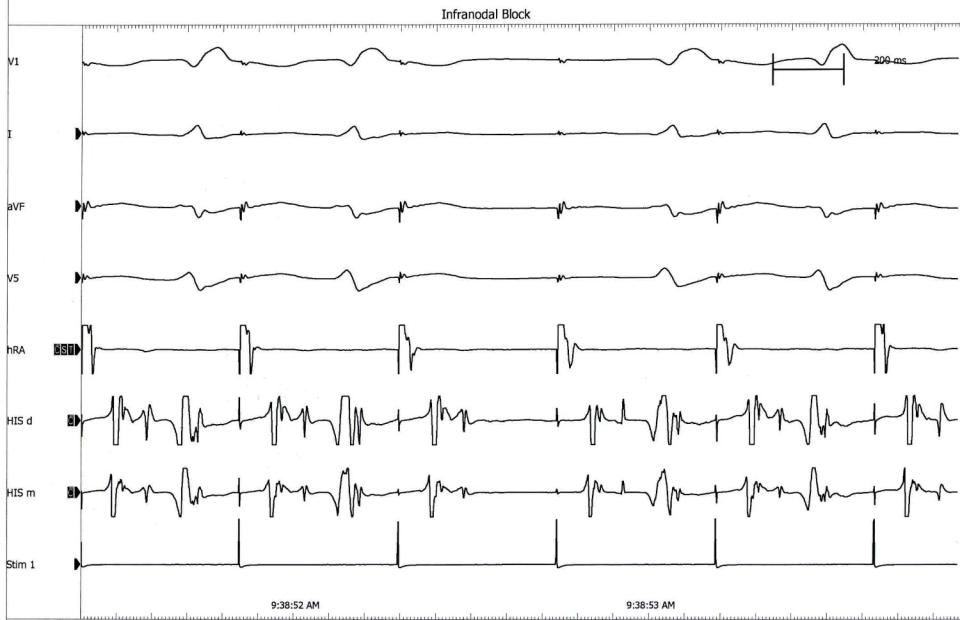 Infranodal Block
V1
200 ms
I
aVF
V5
hRA
CST
HIS d
C
HIS m
C
Stim 1
9:38:52 AM
9:38:53 AM